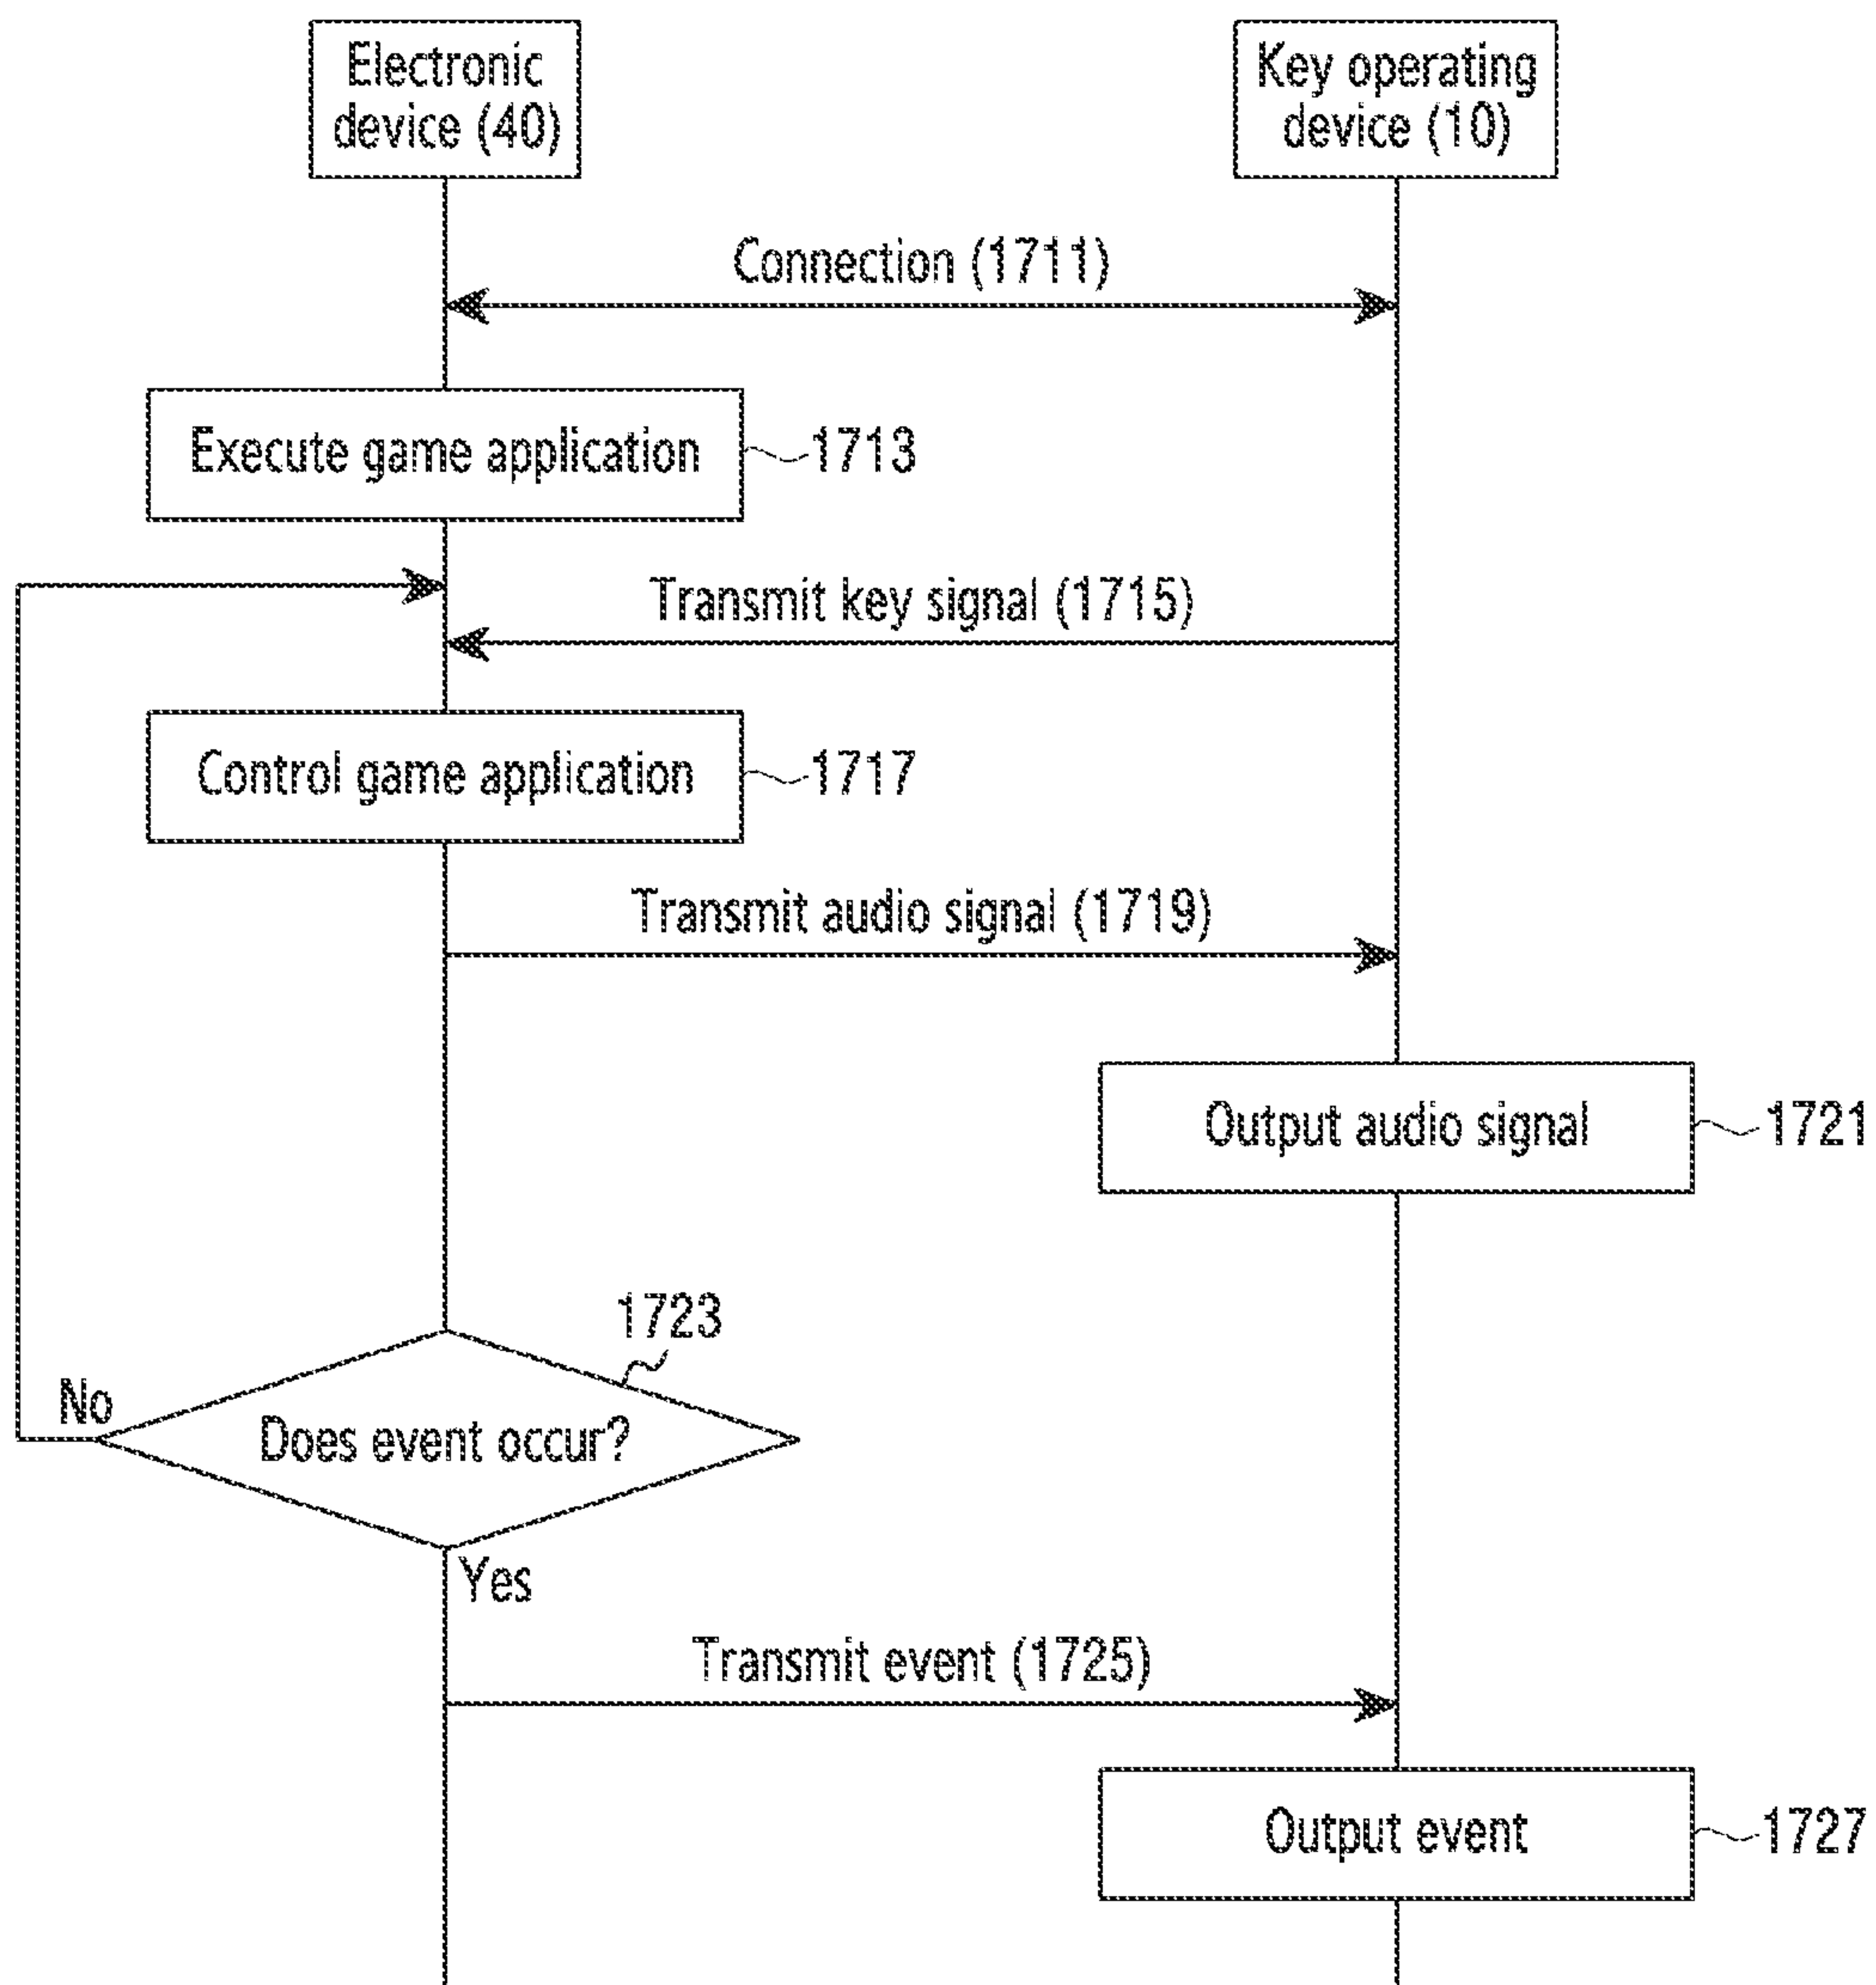 Electronic
device (40)
Key operating
device (10)
Connection (1711)
Execute game application
1713
Transmit key signal (1715)
Control game application
1717
Transmit audio signal (1719)
Output audio signal
1721
1723
No
Does event occur?
Yes
Transmit event (1725)
Output event
1727